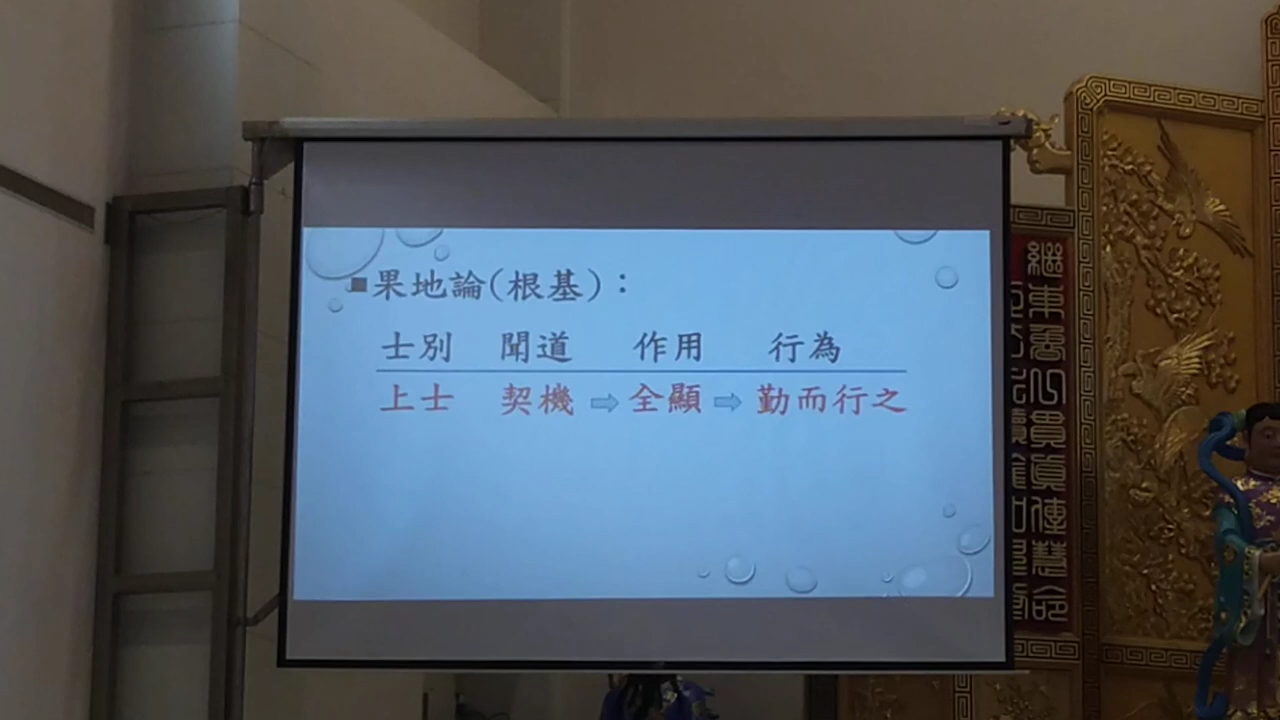 ■果地論(根基)：
士別 聞道 作用 行為
上士 契機 ⇨ 全顯 ⇨ 勤而行之